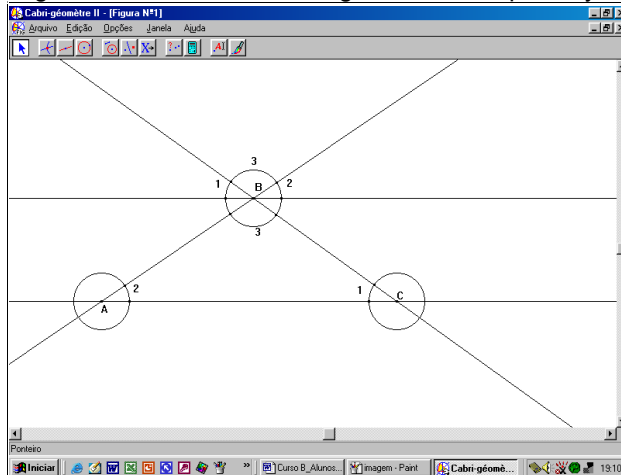 Cabri-géomètre II - [Figura Nº1]
Arquivo Edição Opções Janela Ajuda
3
1
B
2
3
2
A
1
C
Ponteiro
Iniciar
»
Curso B_Alunos...
imagem - Paint
Cabri-géomè...
19:10